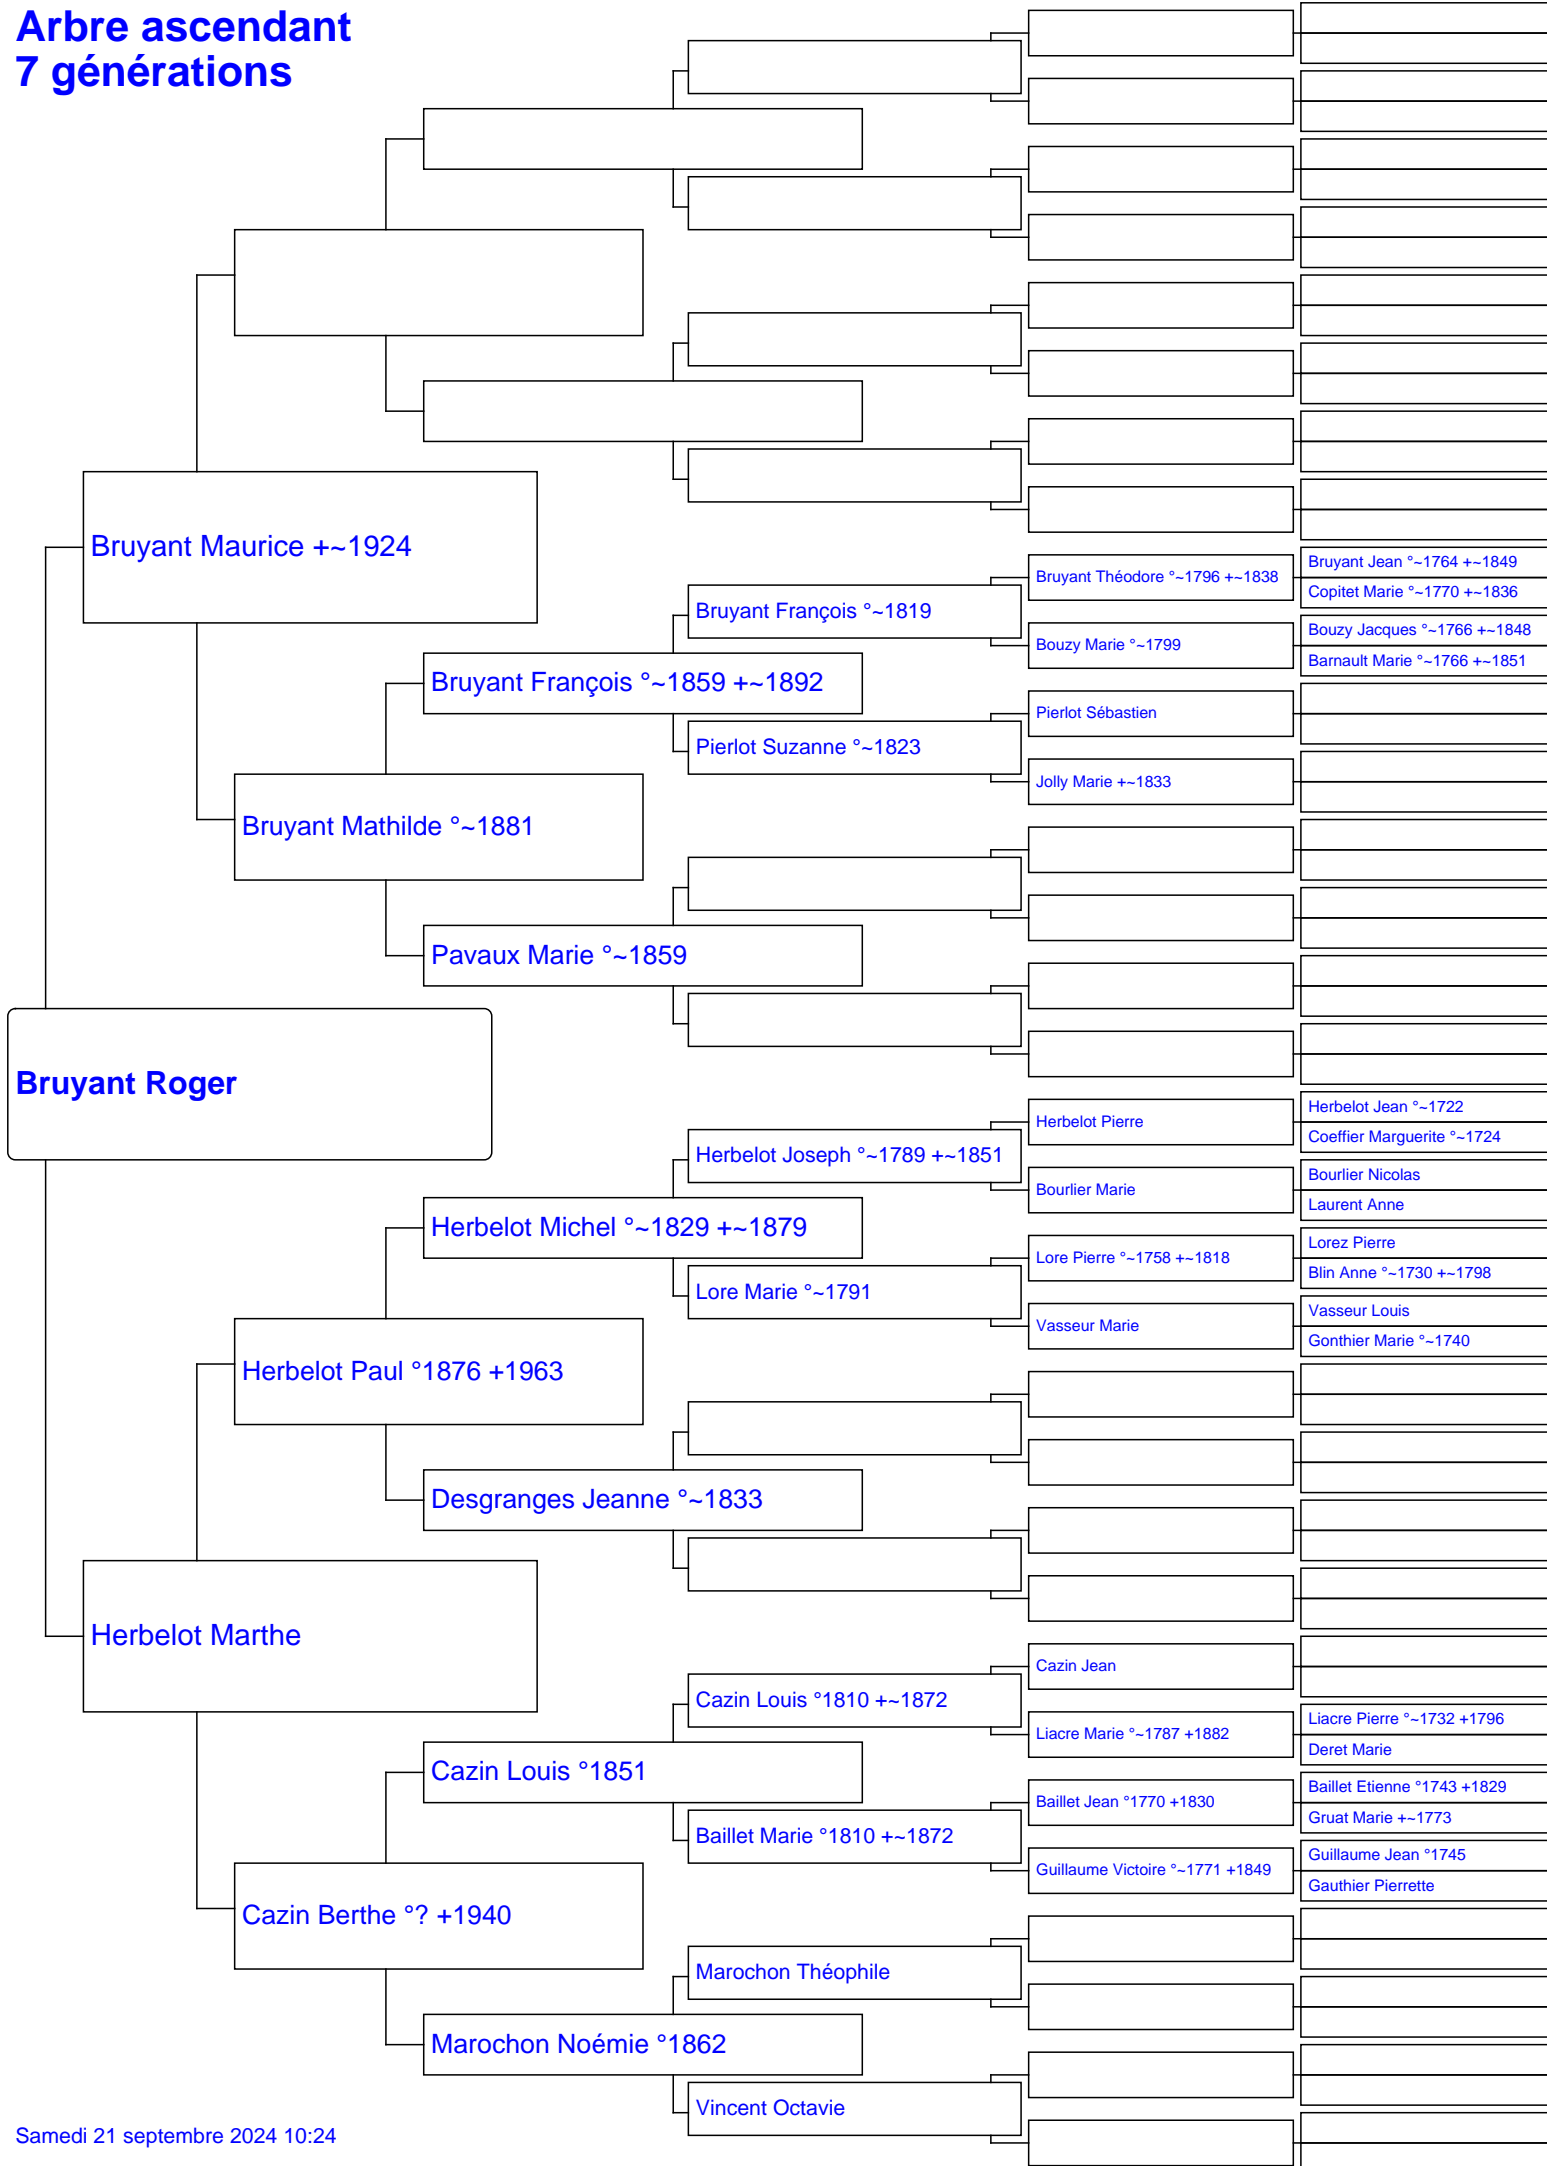 Arbre ascendant
7 générations
Bruyant Maurice +~1924
Bruyant Théodore °~1796 +~1838
Bruyant Jean °~1764 +~1849
Copitet Marie °~1770 +~1836
Bruyant François °~1819
Bouzy Marie °~1799
Bouzy Jacques °~1766 +~1848
Barnault Marie °~1766 +~1851
Bruyant François °~1859 +~1892
Pierlot Sébastien
Pierlot Suzanne °~1823
Jolly Marie +~1833
Bruyant Mathilde °~1881
Pavaux Marie °~1859
Bruyant Roger
Herbelot Pierre
Herbelot Jean °~1722
Coeffier Marguerite °~1724
Herbelot Joseph °~1789 +~1851
Bourlier Marie
Bourlier Nicolas
Laurent Anne
Herbelot Michel °~1829 +~1879
Lore Pierre °~1758 +~1818
Lorez Pierre
Blin Anne °~1730 +~1798
Lore Marie °~1791
Vasseur Marie
Vasseur Louis
Gonthier Marie °~1740
Herbelot Paul °1876 +1963
Desgranges Jeanne °~1833
Herbelot Marthe
Cazin Jean
Cazin Louis °1810 +~1872
Liacre Marie °~1787 +1882
Liacre Pierre °~1732 +1796
Deret Marie
Cazin Louis °1851
Baillet Jean °1770 +1830
Baillet Etienne °1743 +1829
Gruat Marie +~1773
Baillet Marie °1810 +~1872
Guillaume Victoire °~1771 +1849
Guillaume Jean °1745
Gauthier Pierrette
Cazin Berthe °? +1940
Marochon Théophile
Marochon Noémie °1862
Vincent Octavie
Samedi 21 septembre 2024 10:24